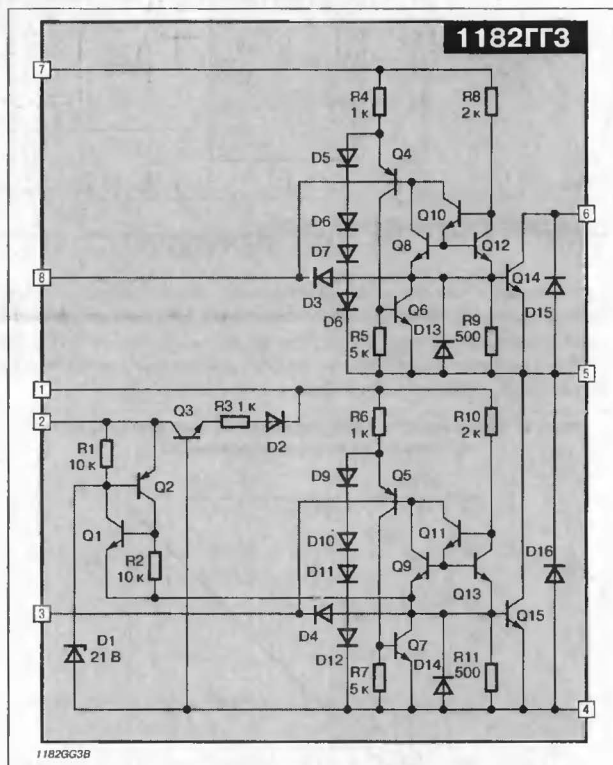 1182ГГ3
7
R4
1 к
R8
2 к
D5
Q4
6
D6
Q10
D7
Q8
Q12
8
Q14
D3
Q6
D15
D6
D13
R9
R5
5 к
500
5
1
2
Q3
R3 1 к
R6
1 к
R10
2 к
R1
10 к
D2
D9
Q5
Q2
Q11
Q1
D10
R2
10 к
D11
Q9
D16
Q13
3
Q15
D4
Q7
D1
21 В
D12
D14
R11
R7
5 к
500
4
1182GG3B